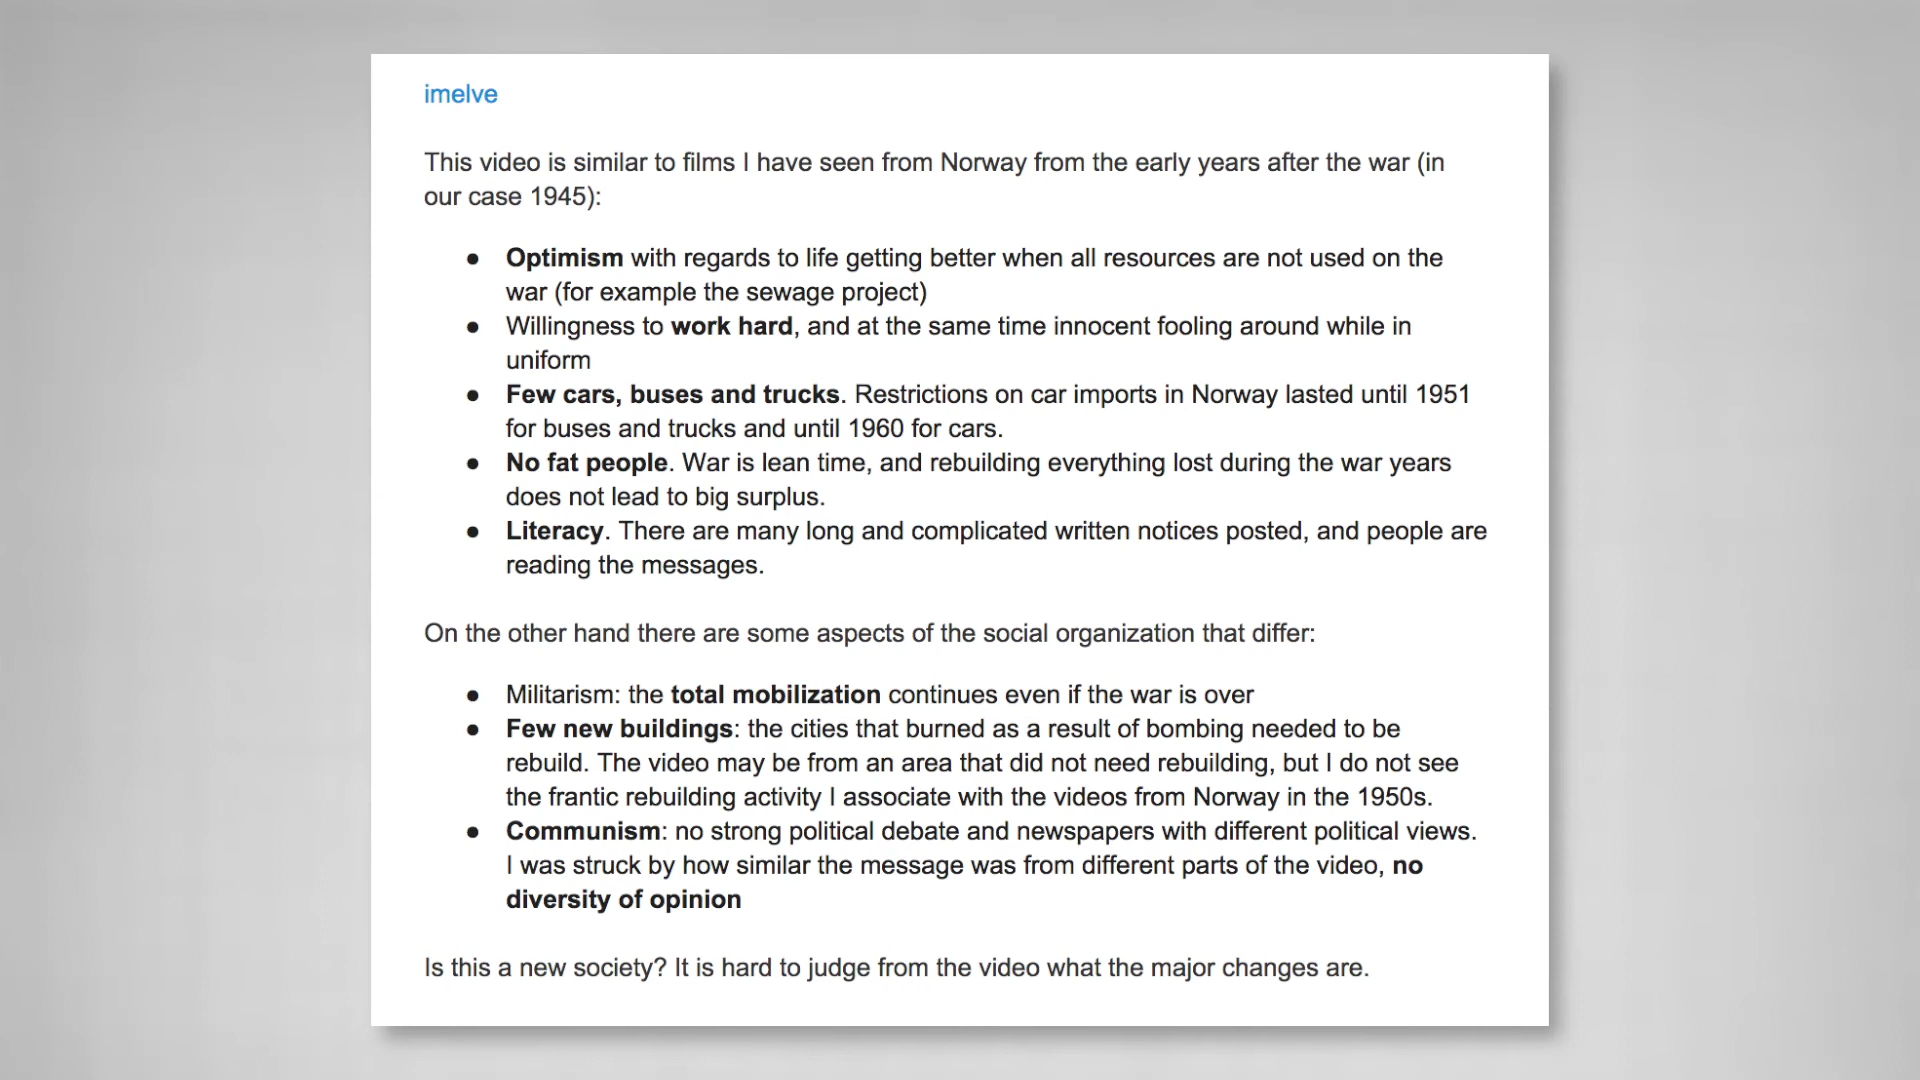 imelve
This video is similar to films I have seen from Norway from the early years after the war (in
our case 1945):
● Optimism with regards to life getting better when all resources are not used on the
war (for example the sewage project)
● Willingness to work hard, and at the same time innocent fooling around while in
uniform
● Few cars, buses and trucks. Restrictions on car imports in Norway lasted until 1951
for buses and trucks and until 1960 for cars.
● No fat people. War is lean time, and rebuilding everything lost during the war years
does not lead to big surplus.
● Literacy. There are many long and complicated written notices posted, and people are
reading the messages.
On the other hand there are some aspects of the social organization that differ:
● Militarism: the total mobilization continues even if the war is over
● Few new buildings: the cities that burned as a result of bombing needed to be
rebuild. The video may be from an area that did not need rebuilding, but I do not see
the frantic rebuilding activity I associate with the videos from Norway in the 1950s.
● Communism: no strong political debate and newspapers with different political views.
I was struck by how similar the message was from different parts of the video, no
diversity of opinion
Is this a new society? It is hard to judge from the video what the major changes are.